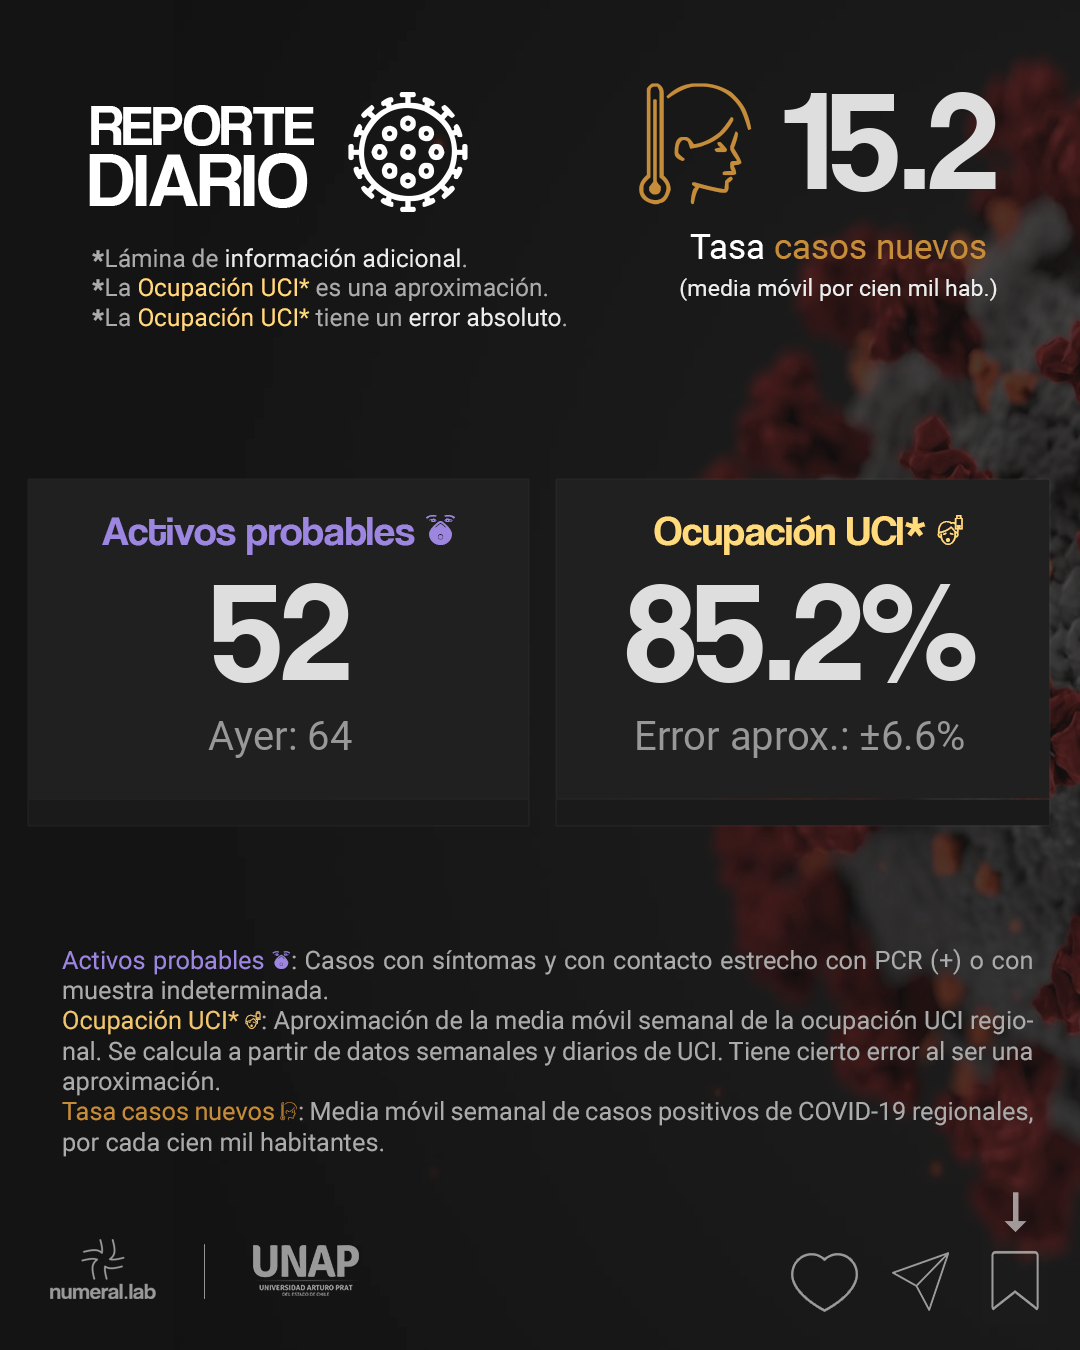 REPORTE
DIARIO
*Lámina de información adicional.
*La Ocupación UCI* es una aproximación.
*La Ocupación UCI* tiene un error absoluto.
15.2
Tasa casos nuevos
(media móvil por cien mil hab.)
Activos probables
52
Ayer: 64
Ocupación UCI*
85.2%
Error aprox.: ±6.6%
Activos probables : Casos con síntomas y con contacto estrecho con PCR (+) o con
muestra indeterminada.
Ocupación UCI* : Aproximación de la media móvil semanal de la ocupación UCI regio-
nal. Se calcula a partir de datos semanales y diarios de UCI. Tiene cierto error al ser una
aproximación.
Tasa casos nuevos : Media móvil semanal de casos positivos de COVID-19 regionales,
por cada cien mil habitantes.
numeral.lab
UNAP
UNIVERSIDAD ARTURO PRAT
DEL ESTADO DE CHILE